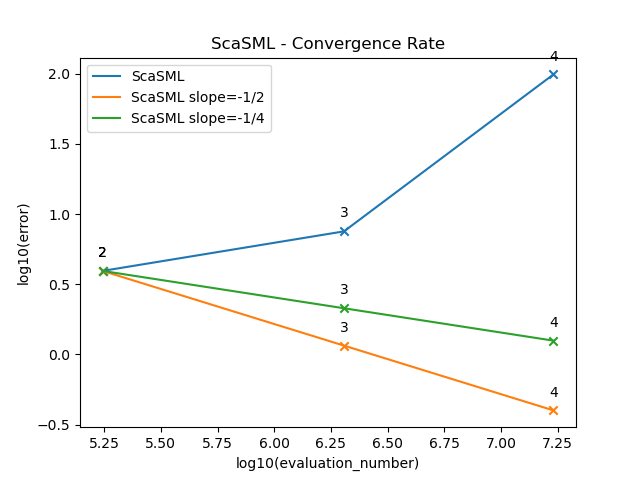 ScaSML - Convergence Rate
4
2.0
ScaSML
ScaSML slope=-1/2
ScaSML slope=-1/4
1.5
3
1.0
2
log10(error)
0.5
3
3
4
0.0
4
-0.5
5.25 5.50 5.75 6.00 6.25 6.50 6.75 7.00 7.25
log10(evaluation_number)